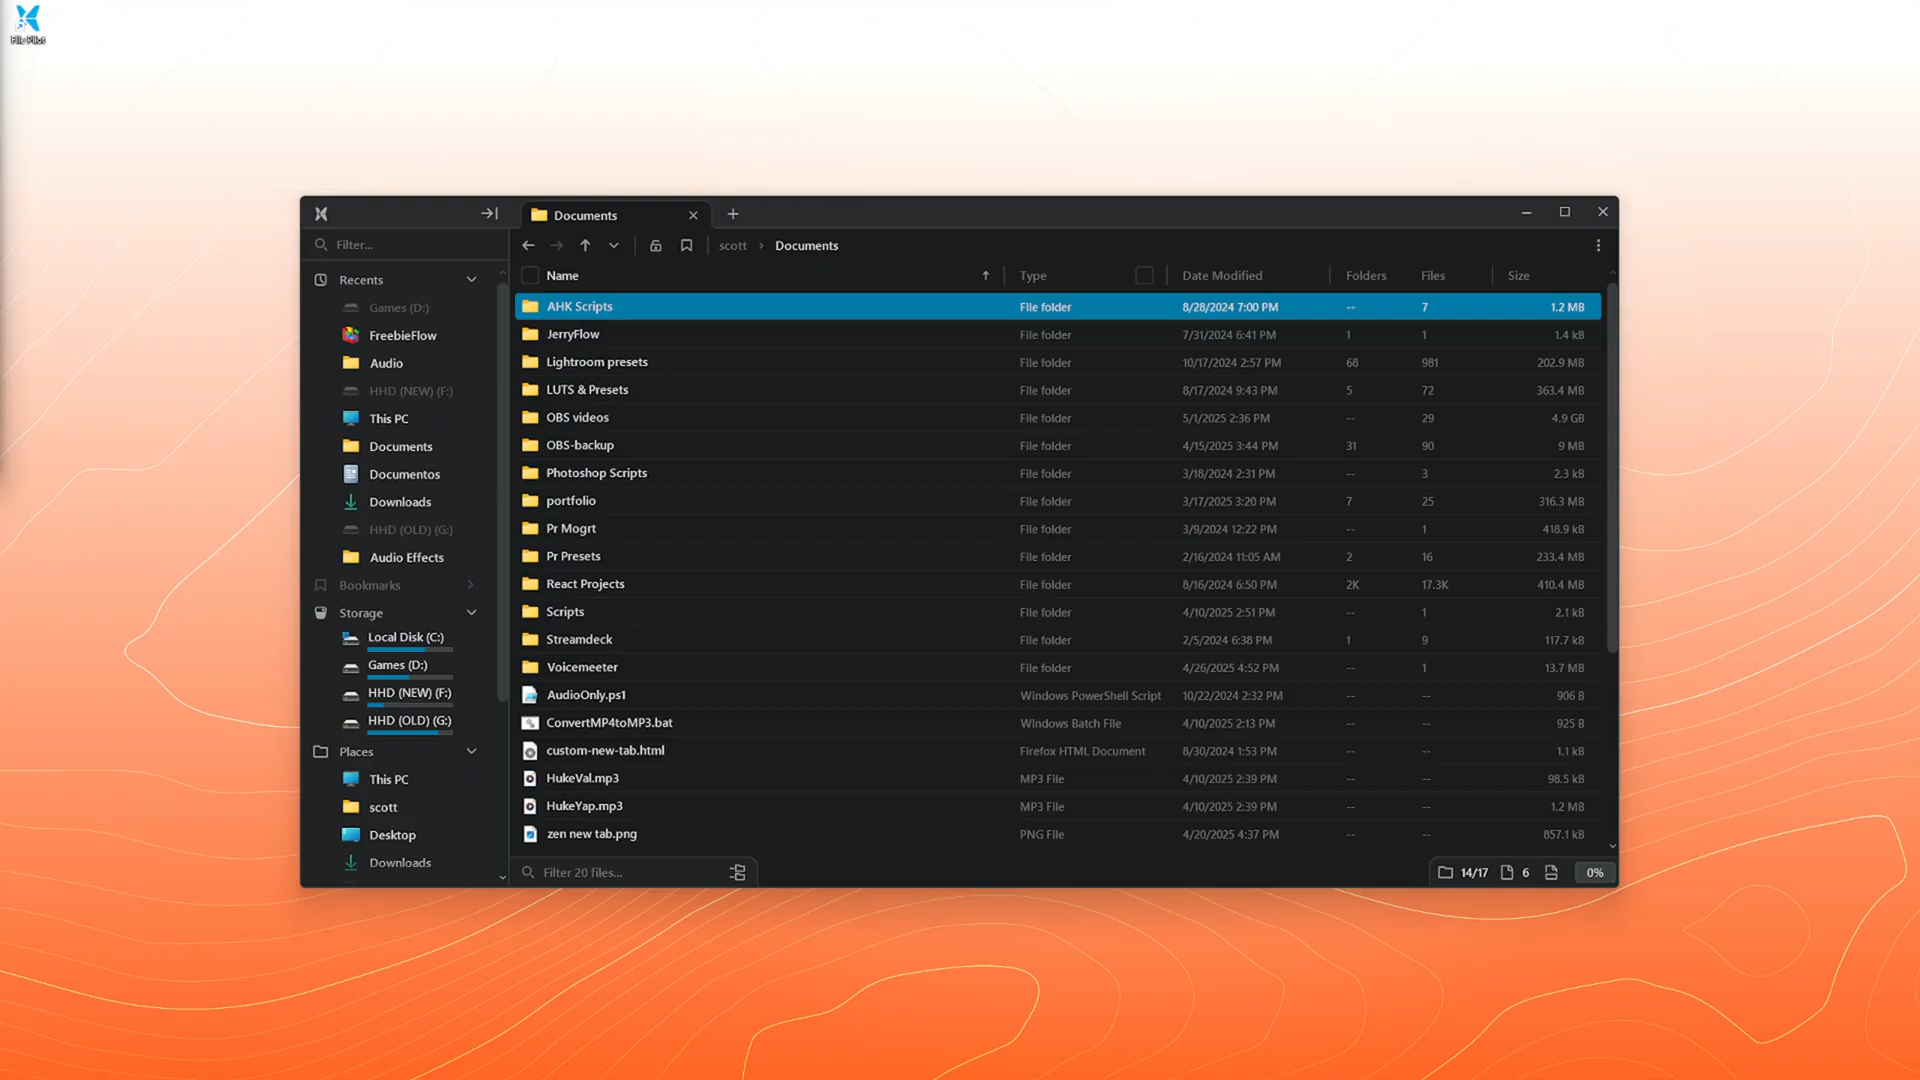 File Pilot
Documents
Filter...
scott › Documents
Name Type Date Modified Folders Files Size
Recents
Games (D:)
FreebieFlow
Audio
HHD (NEW) (F:)
This PC
Documents
Documentos
Downloads
HHD (OLD) (G:)
Audio Effects
Bookmarks
Storage
Local Disk (C:)
Games (D:)
HHD (NEW) (F:)
HHD (OLD) (G:)
Places
This PC
scott
Desktop
Downloads
AHK Scripts File folder 8/28/2024 7:00 PM -- 7 1.2 MB
JerryFlow File folder 7/31/2024 6:41 PM 1 1 1.4 kB
Lightroom presets File folder 10/17/2024 2:57 PM 68 981 202.9 MB
LUTS & Presets File folder 8/17/2024 9:43 PM 5 72 363.4 MB
OBS videos File folder 5/1/2025 2:36 PM -- 29 4.9 GB
OBS-backup File folder 4/15/2025 3:44 PM 31 90 9 MB
Photoshop Scripts File folder 3/18/2024 2:31 PM -- 3 2.3 kB
portfolio File folder 3/17/2025 3:20 PM 7 25 316.3 MB
Pr Mogrt File folder 3/9/2024 12:22 PM -- 1 418.9 kB
Pr Presets File folder 2/16/2024 11:05 AM 2 16 233.4 MB
React Projects File folder 8/16/2024 6:50 PM 2K 17.3K 410.4 MB
Scripts File folder 4/10/2025 2:51 PM -- 1 2.1 kB
Streamdeck File folder 2/5/2024 6:38 PM 1 9 117.7 kB
Voicemeeter File folder 4/26/2025 4:52 PM -- 1 13.7 MB
AudioOnly.ps1 Windows PowerShell Script 10/22/2024 2:32 PM -- -- 906 B
ConvertMP4toMP3.bat Windows Batch File 4/10/2025 2:13 PM -- -- 925 B
custom-new-tab.html Firefox HTML Document 8/30/2024 1:53 PM -- -- 1.1 kB
HukeVal.mp3 MP3 File 4/10/2025 2:39 PM -- -- 98.5 kB
HukeYap.mp3 MP3 File 4/10/2025 2:39 PM -- -- 1.2 MB
zen new tab.png PNG File 4/20/2025 4:37 PM -- -- 857.1 kB
Filter 20 files... 14/17 6 0%